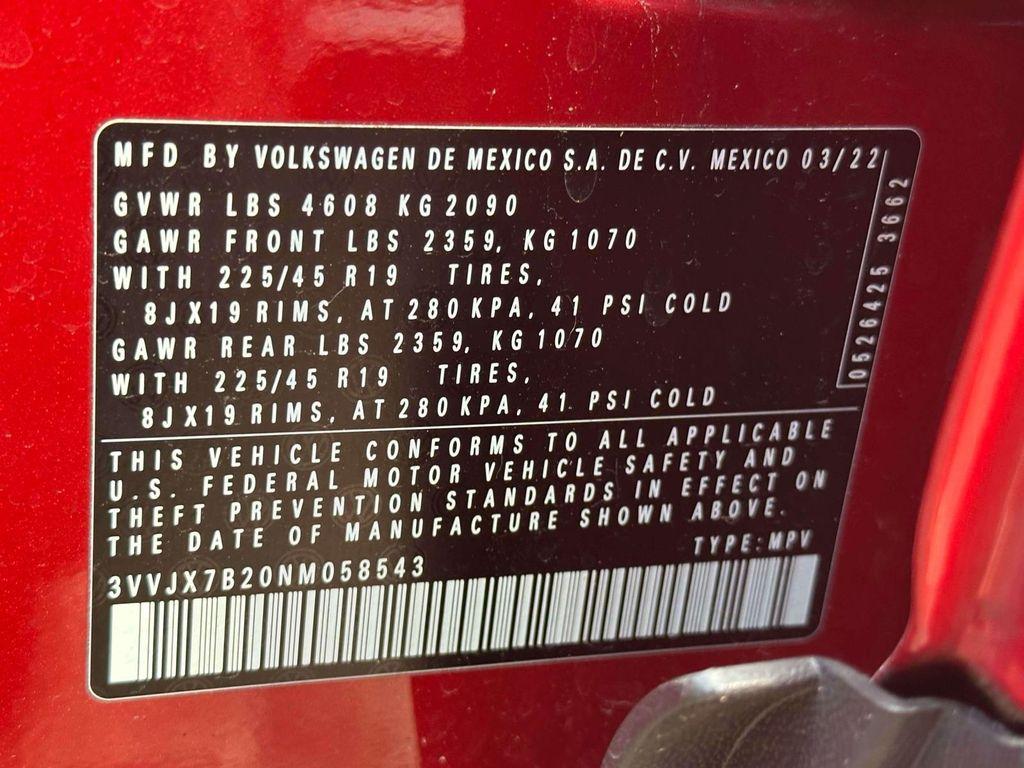 MFD BY VOLKSWAGEN DE MEXICO S.A. DE C.V. MEXICO 03/22
GVWR LBS 4608 KG 2090
GAWR FRONT LBS 2359, KG 1070
WITH 225/45 R19 TIRES,
8JX19 RIMS, AT 280 KPA, 41 PSI COLD
GAWR REAR LBS 2359, KG 1070
WITH 225/45 R19 TIRES,
8JX19 RIMS, AT 280 KPA, 41 PSI COLD
0526425 3662
THIS VEHICLE CONFORMS TO ALL APPLICABLE
U.S. FEDERAL MOTOR VEHICLE SAFETY AND
THEFT PREVENTION STANDARDS IN EFFECT ON
THE DATE OF MANUFACTURE SHOWN ABOVE.
TYPE: MPV
3VVJX7B20NM058543